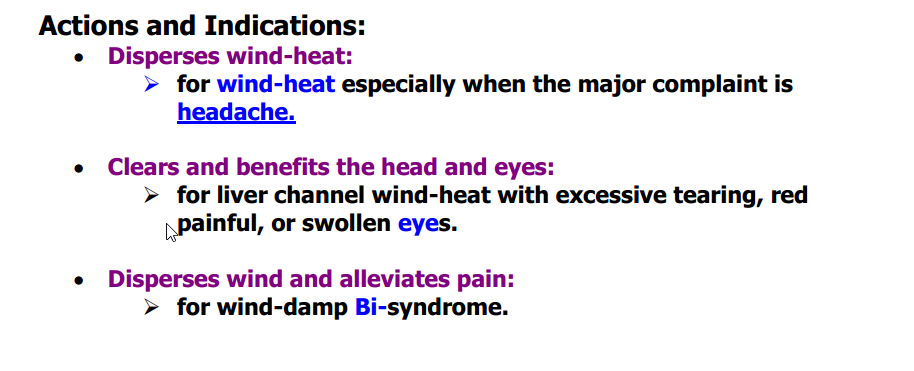 Actions and Indications:
• Disperses wind-heat:
➢ for wind-heat especially when the major complaint is
headache.
• Clears and benefits the head and eyes:
➢ for liver channel wind-heat with excessive tearing, red
painful, or swollen eyes.
• Disperses wind and alleviates pain:
➢ for wind-damp Bi-syndrome.